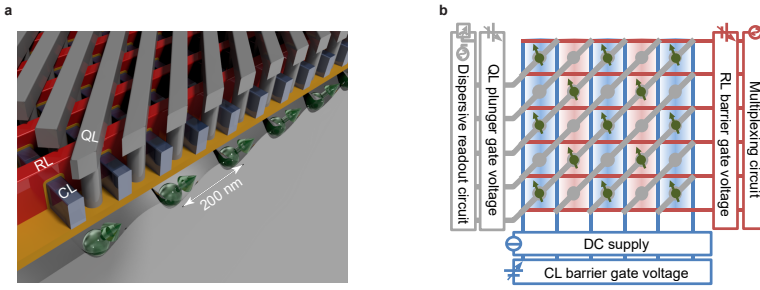 a
QL
RL
CL
200 nm
b
Dispersive readout circuit
QL plunger gate voltage
RL barrier gate voltage
Multiplexing circuit
DC supply
CL barrier gate voltage